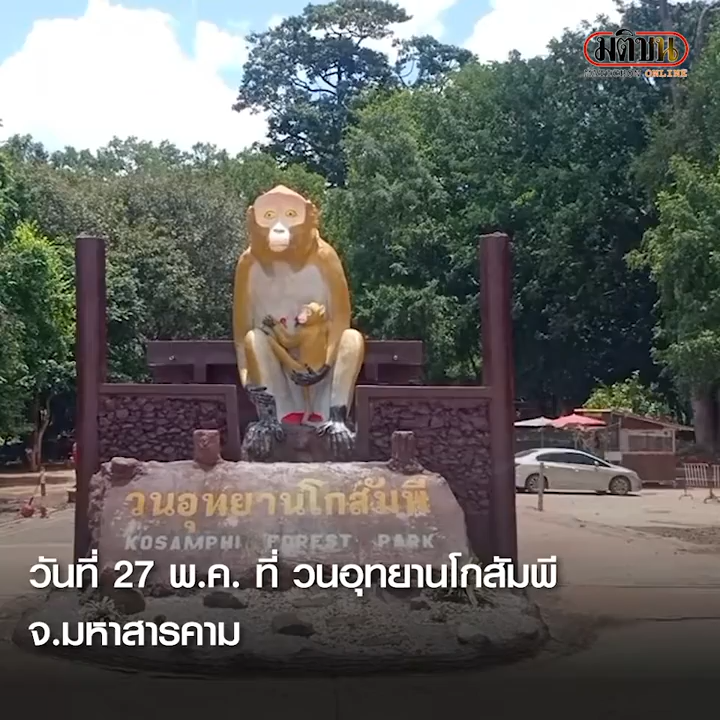 มติชน
MATICHON ONLINE
วนอุทยานโกสัมพี
KOSAMPHI FOREST PARK
วันที่ 27 พ.ค. ที่ วนอุทยานโกสัมพี
จ.มหาสารคาม